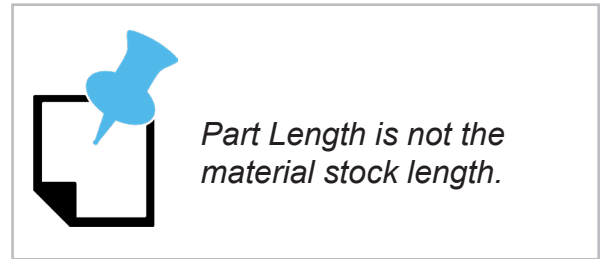 Part Length is not the
material stock length.